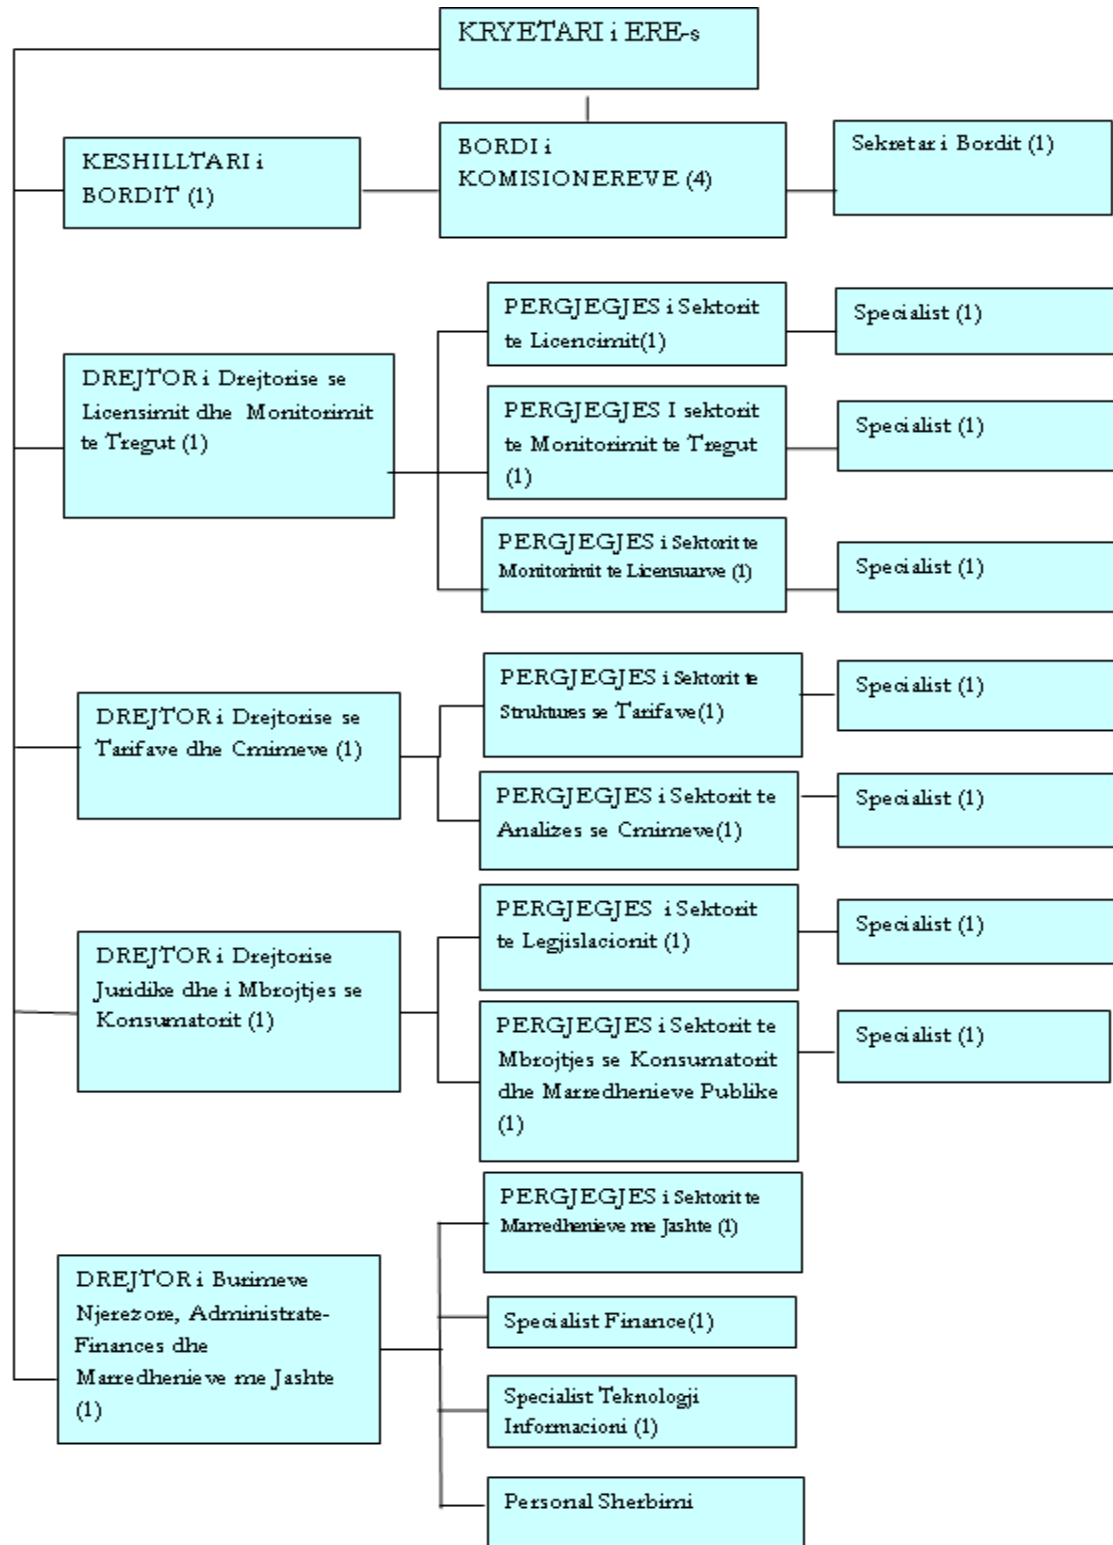 KRYETARI i ERE-s
KESHILLTARI i
BORDIT (1)
BORDI i
KOMISIONEREVE (4)
Sekretar i Bordit (1)
DREJTOR i Drejtorise se
Licensimit dhe Monitorimit
te Tregut (1)
PERGJEGJES i Sektorit
te Licencimit(1)
Specialist (1)
PERGJEGJES I sektorit
te Monitorimit te Tregut
(1)
Specialist (1)
PERGJEGJES i Sektorit te
Monitorimit te Licensuarve (1)
Specialist (1)
DREJTOR i Drejtorise se
Tarifave dhe Cmimeve (1)
PERGJEGJES i Sektorit te
Struktures se Tarifave(1)
Specialist (1)
PERGJEGJES i Sektorit te
Analizes se Cmimeve(1)
Specialist (1)
DREJTOR i Drejtorise
Juridike dhe i Mbrojtjes se
Konsumatorit (1)
PERGJEGJES i Sektorit
te Legjislacionit (1)
Specialist (1)
PERGJEGJES i Sektorit te
Mbrojtjes se Konsumatorit
dhe Marredhenieve Publike
(1)
Specialist (1)
DREJTOR i Burimeve
Njerezore, Administrate-
Finances dhe
Marredhenieve me Jashte
(1)
PERGJEGJES i Sektorit te
Marredhenieve me Jashte (1)
Specialist Finance(1)
Specialist Teknologji
Informacioni (1)
Personal Sherbimi